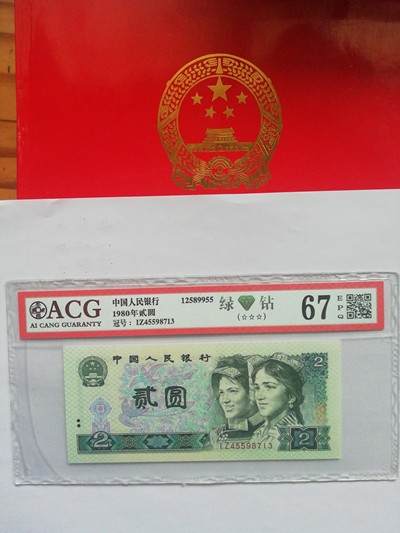 ACG
AI CANG GUARANTY
中国人民银行 12589955
1980年贰圆
冠号：IZ45598713
绿 钻
(☆☆☆)
67 EPQ
中国人民银行
贰圆
2
2
2
IZ45598713